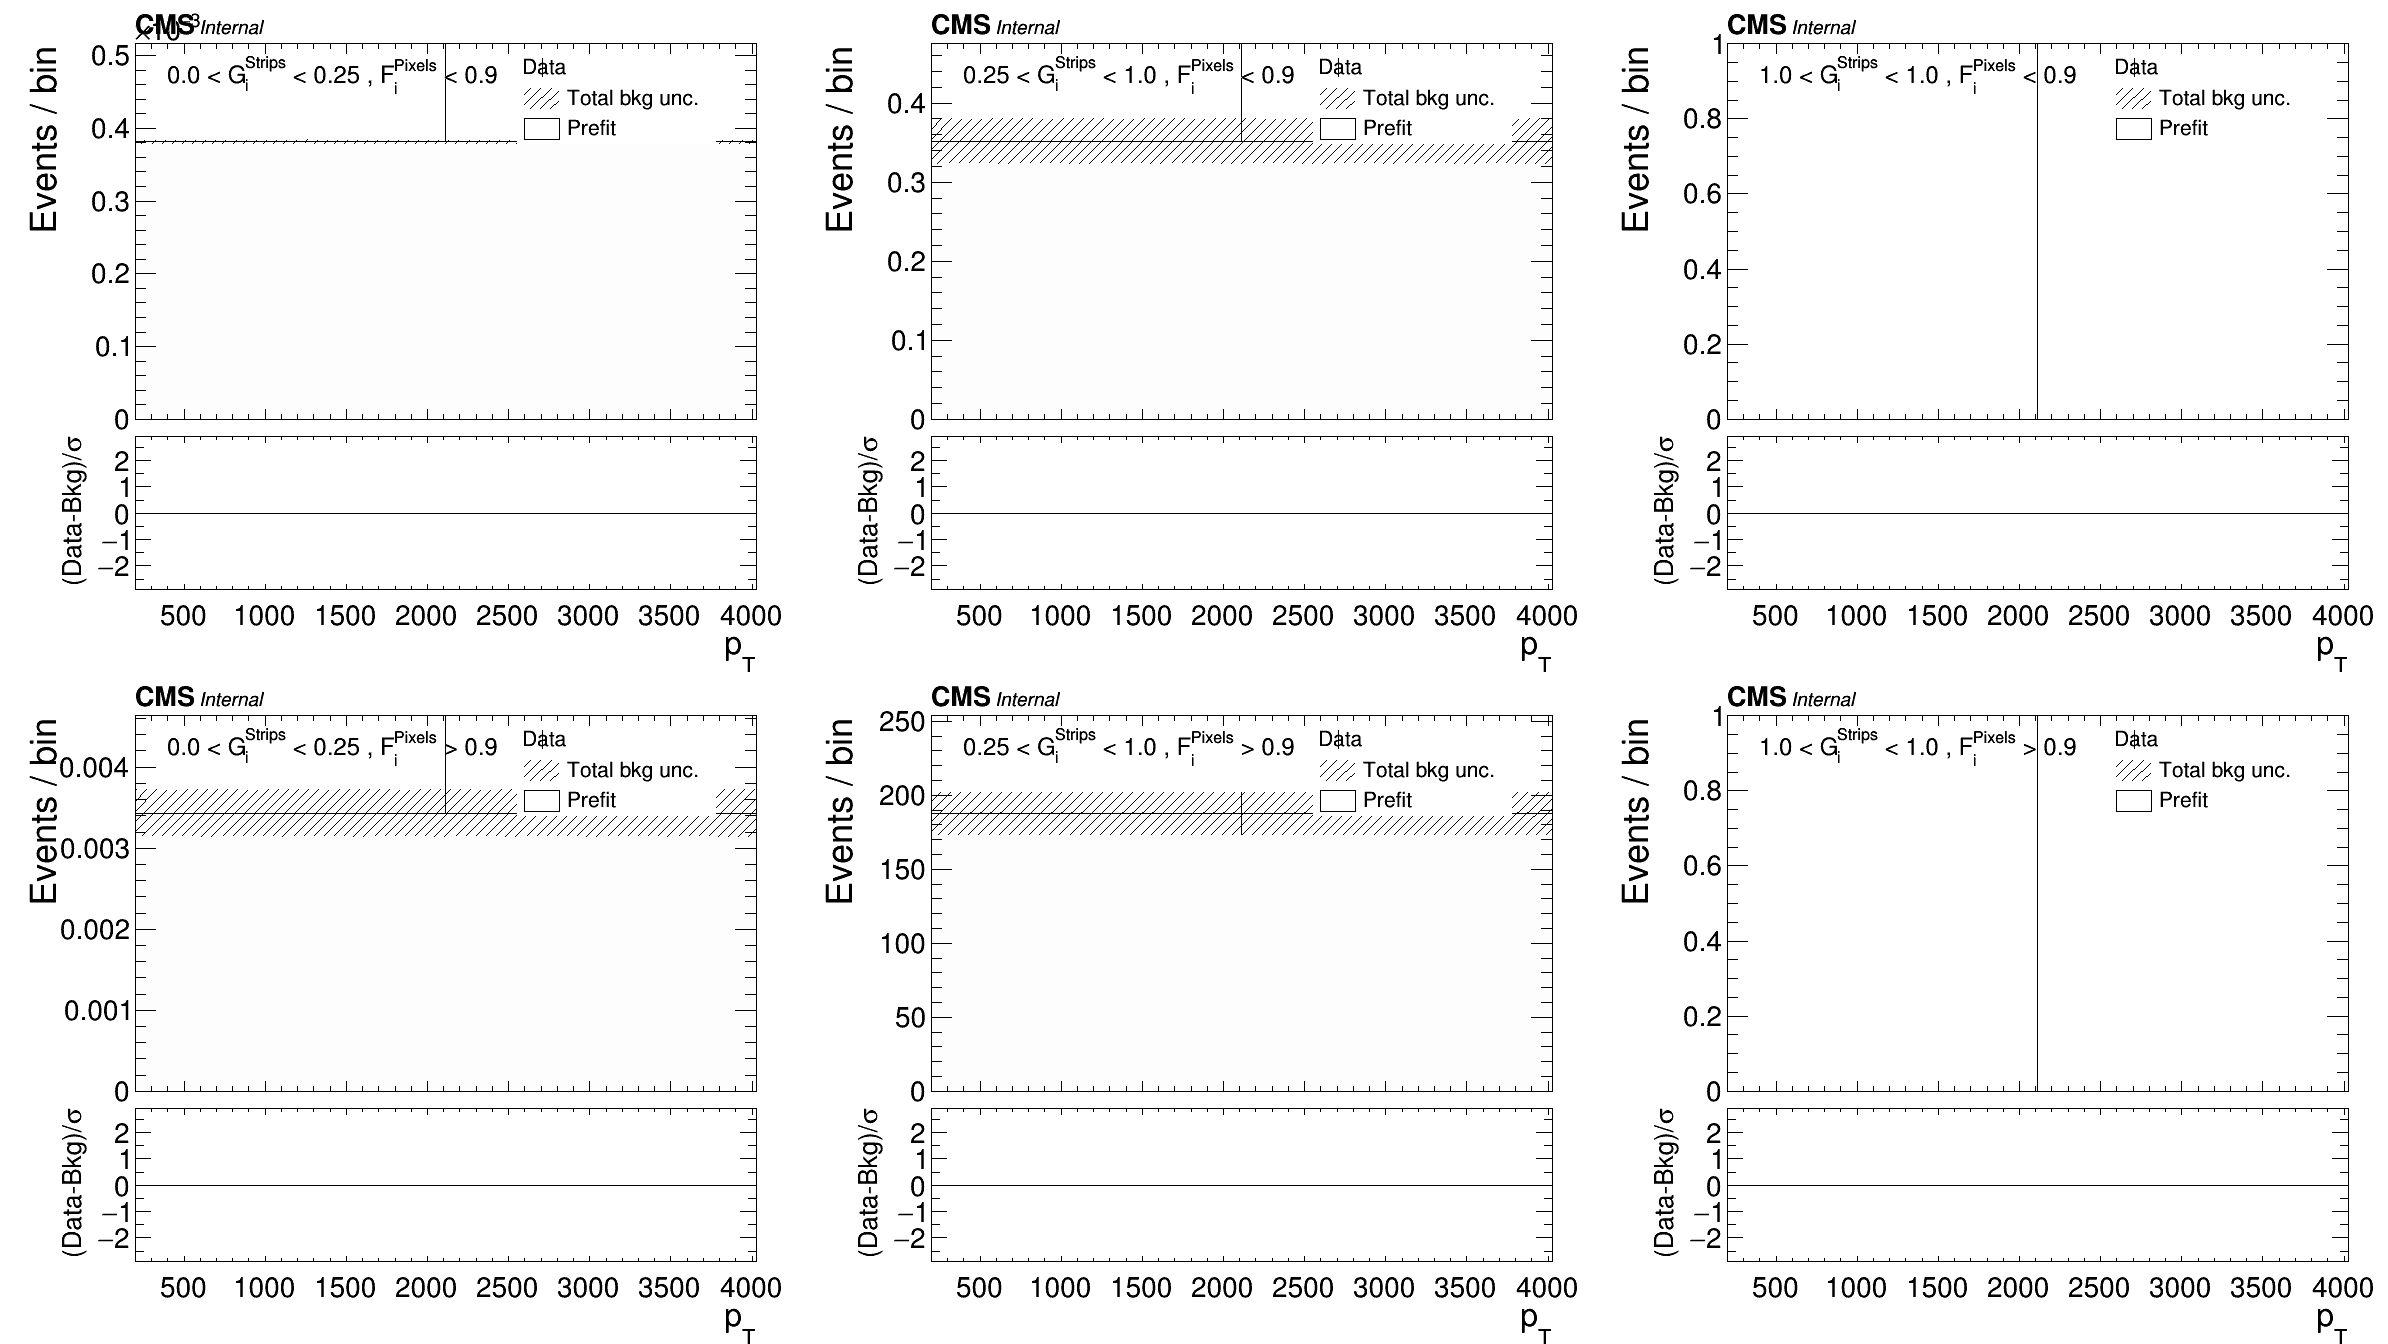 CMS Internal
×10⁻³
Events / bin
0.0 < G_i^Strips < 0.25 , F_i^Pixels < 0.9
Data
Total bkg unc.
Prefit
0.5
0.4
0.3
0.2
0.1
0
(Data-Bkg)/σ
2
1
0
−1
−2
500 1000 1500 2000 2500 3000 3500 4000
p_T
CMS Internal
Events / bin
0.25 < G_i^Strips < 1.0 , F_i^Pixels < 0.9
Data
Total bkg unc.
Prefit
0.4
0.3
0.2
0.1
0
(Data-Bkg)/σ
2
1
0
−1
−2
500 1000 1500 2000 2500 3000 3500 4000
p_T
CMS Internal
Events / bin
1.0 < G_i^Strips < 1.0 , F_i^Pixels < 0.9
Data
Total bkg unc.
Prefit
1
0.8
0.6
0.4
0.2
0
(Data-Bkg)/σ
2
1
0
−1
−2
500 1000 1500 2000 2500 3000 3500 4000
p_T
CMS Internal
Events / bin
0.0 < G_i^Strips < 0.25 , F_i^Pixels > 0.9
Data
Total bkg unc.
Prefit
0.004
0.003
0.002
0.001
0
(Data-Bkg)/σ
2
1
0
−1
−2
500 1000 1500 2000 2500 3000 3500 4000
p_T
CMS Internal
Events / bin
0.25 < G_i^Strips < 1.0 , F_i^Pixels > 0.9
Data
Total bkg unc.
Prefit
250
200
150
100
50
0
(Data-Bkg)/σ
2
1
0
−1
−2
500 1000 1500 2000 2500 3000 3500 4000
p_T
CMS Internal
Events / bin
1.0 < G_i^Strips < 1.0 , F_i^Pixels > 0.9
Data
Total bkg unc.
Prefit
1
0.8
0.6
0.4
0.2
0
(Data-Bkg)/σ
2
1
0
−1
−2
500 1000 1500 2000 2500 3000 3500 4000
p_T